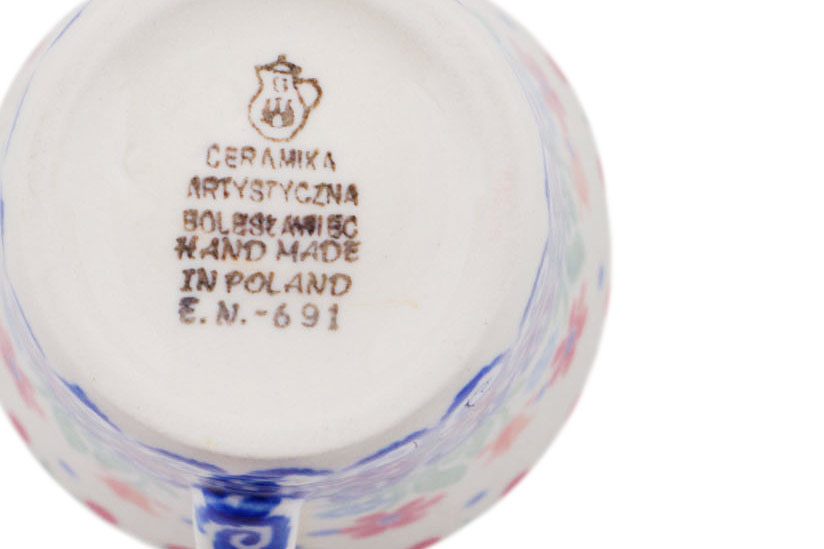 CERAMIKA
ARTYSTYCZNA
BOLESŁAWIEC
HAND MADE
IN POLAND
E.N.-691